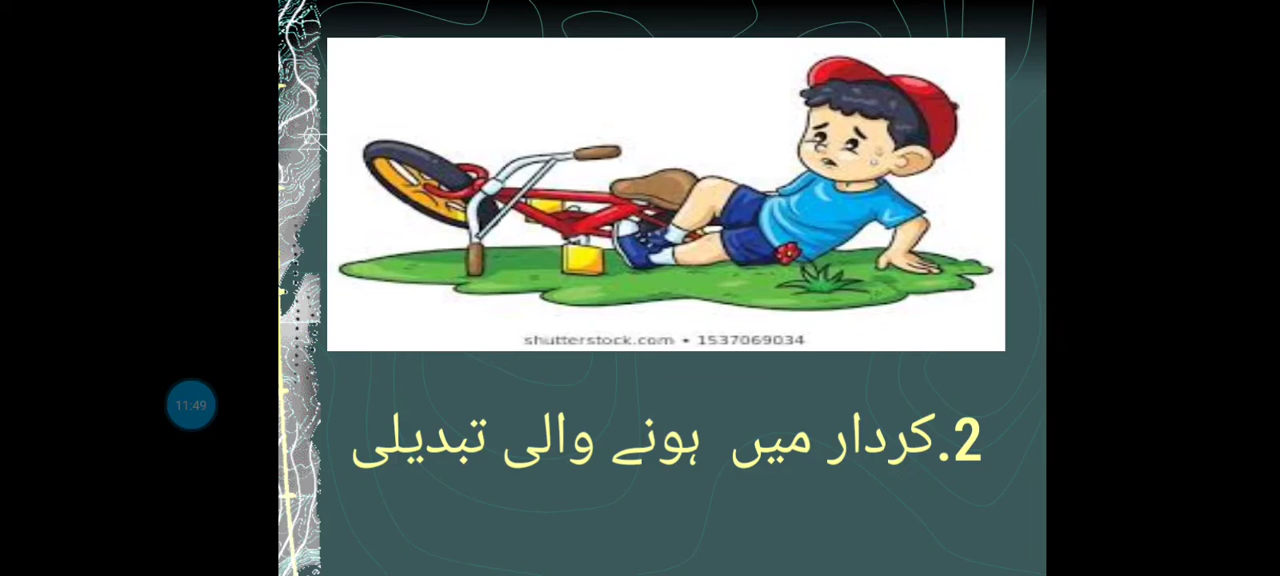 shutterstock.com • 1537069034
11:49
2.کردار میں ہونے والی تبدیلی